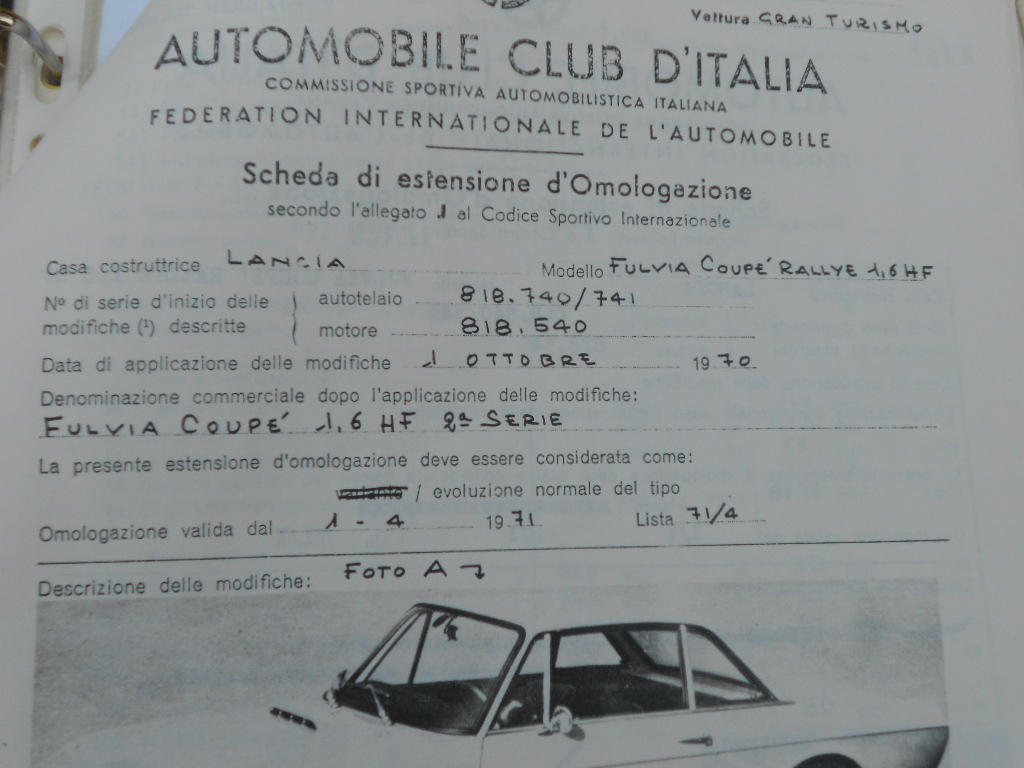 Vettura GRAN TURISMO
AUTOMOBILE CLUB D'ITALIA
COMMISSIONE SPORTIVA AUTOMOBILISTICA ITALIANA
FEDERATION INTERNATIONALE DE L'AUTOMOBILE
Scheda di estensione d'Omologazione
secondo l'allegato J al Codice Sportivo Internazionale
Casa costruttrice LANCIA Modello FULVIA COUPE' RALLYE 1,6 HF
Nº di serie d'inizio delle autotelaio 818.740/741
modifiche (¹) descritte motore 818.540
Data di applicazione delle modifiche 1 OTTOBRE 1970
Denominazione commerciale dopo l'applicazione delle modifiche:
FULVIA COUPE' 1,6 HF 2ª SERIE
La presente estensione d'omologazione deve essere considerata come:
variante / evoluzione normale del tipo
Omologazione valida dal 1 - 4 1971 Lista 71/4
Descrizione delle modifiche: FOTO A